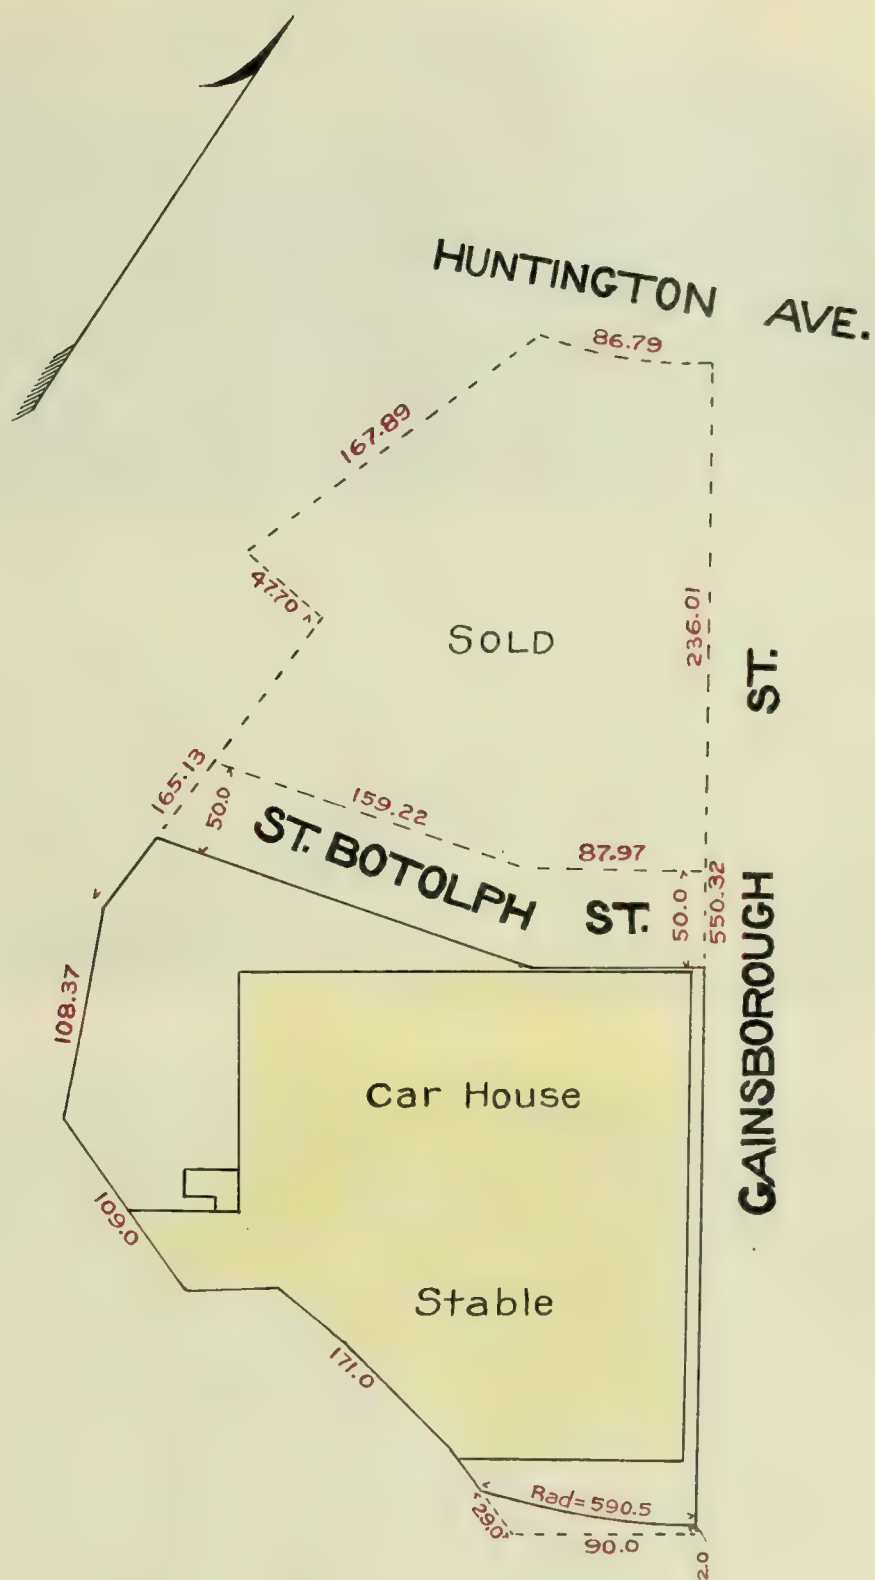 HUNTINGTON AVE.
86.79
167.89
47.70
SOLD
236.01
ST.
165.13
50.0
159.22
ST. BOTOLPH ST.
87.97
50.0
550.32
GAINSBOROUGH
108.37
Car House
109.0
Stable
171.0
Rad=590.5
29.0
90.0
2.0